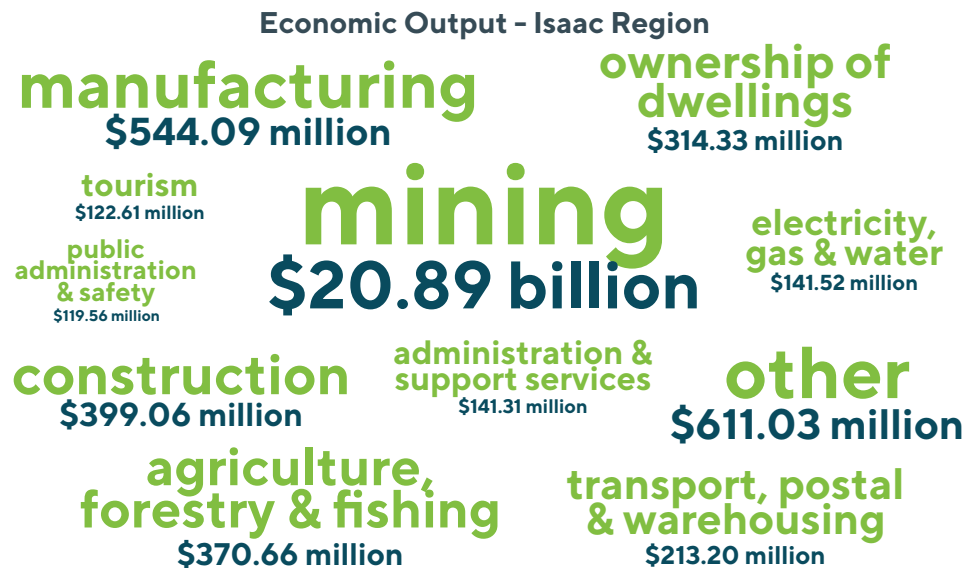 Economic Output - Isaac Region
manufacturing
$544.09 million
ownership of
dwellings
$314.33 million
tourism
$122.61 million
mining
$20.89 billion
electricity,
gas & water
$141.52 million
public
administration
& safety
$119.56 million
construction
$399.06 million
administration &
support services
$141.31 million
other
$611.03 million
agriculture,
forestry & fishing
$370.66 million
transport, postal
& warehousing
$213.20 million